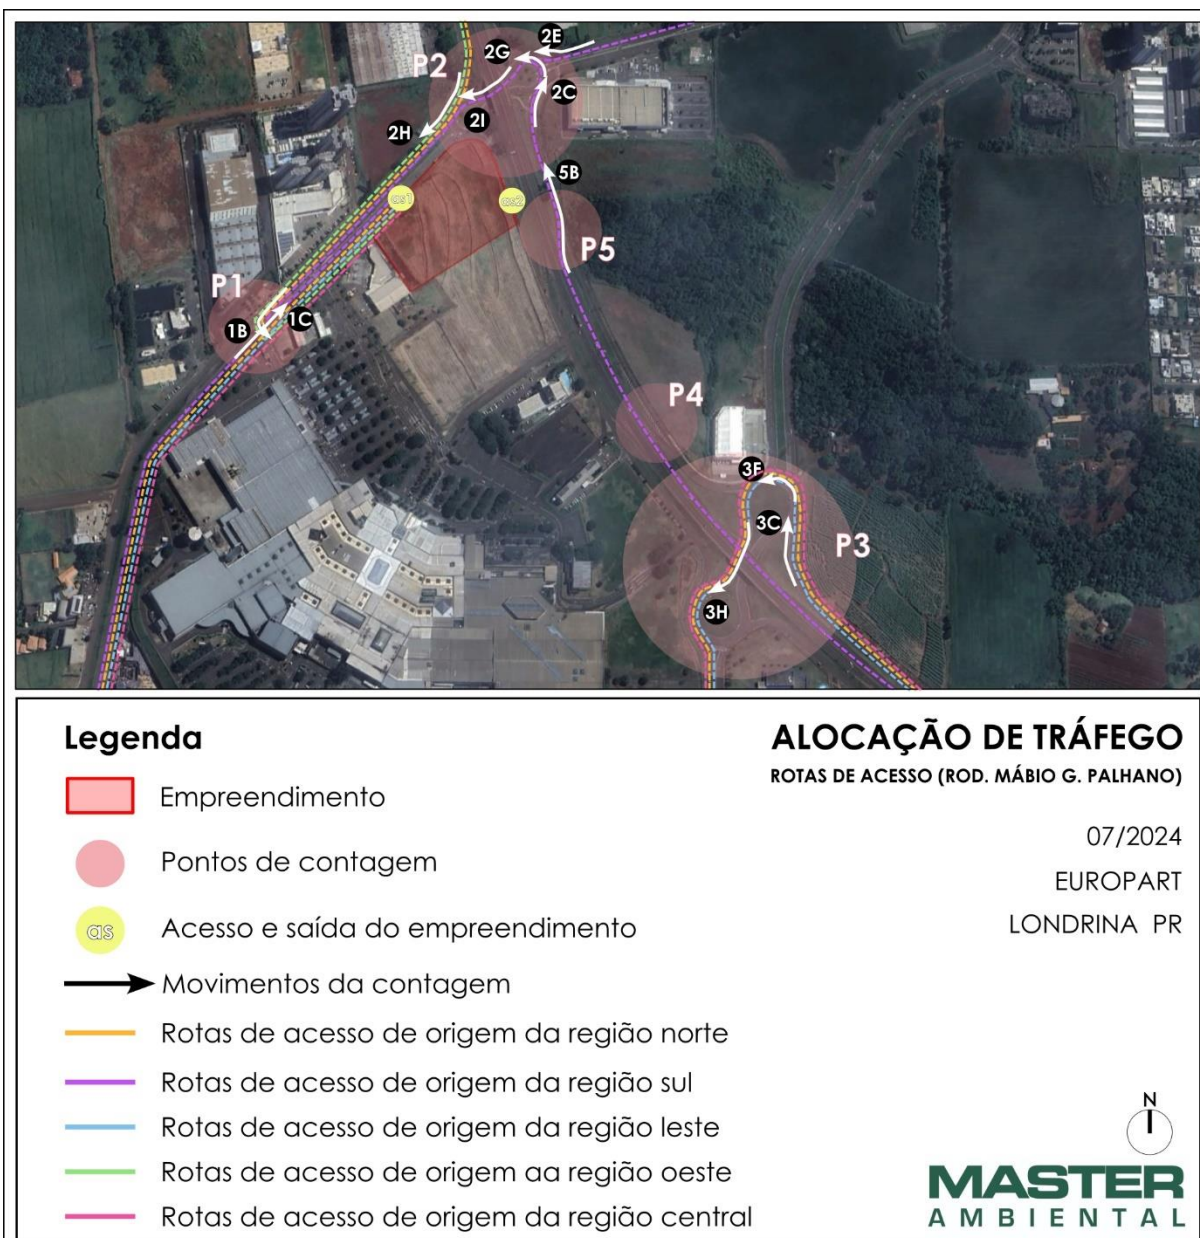 2E
2G
P2
2C
2I
2H
5B
as1
as2
P5
P1
1C
1B
P4
3F
3C
P3
3H
Legenda
Empreendimento
Pontos de contagem
as
Acesso e saída do empreendimento
Movimentos da contagem
Rotas de acesso de origem da região norte
Rotas de acesso de origem da região sul
Rotas de acesso de origem da região leste
Rotas de acesso de origem aa região oeste
Rotas de acesso de origem da região central
ALOCAÇÃO DE TRÁFEGO
ROTAS DE ACESSO (ROD. MÁBIO G. PALHANO)
07/2024
EUROPART
LONDRINA PR
N
MASTER
AMBIENTAL